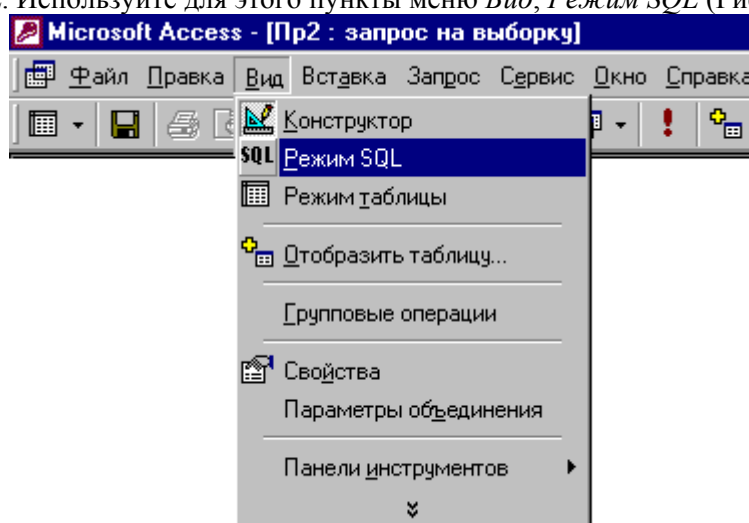 . Используйте для этого пункты меню Вид, Режим SQL (Рис
Microsoft Access - [Пр2 : запрос на выборку]
Файл Правка Вид Вставка Запрос Сервис Окно Справка
Конструктор
SQL Режим SQL
Режим таблицы
Отобразить таблицу...
Групповые операции
Свойства
Параметры объединения
Панели инструментов